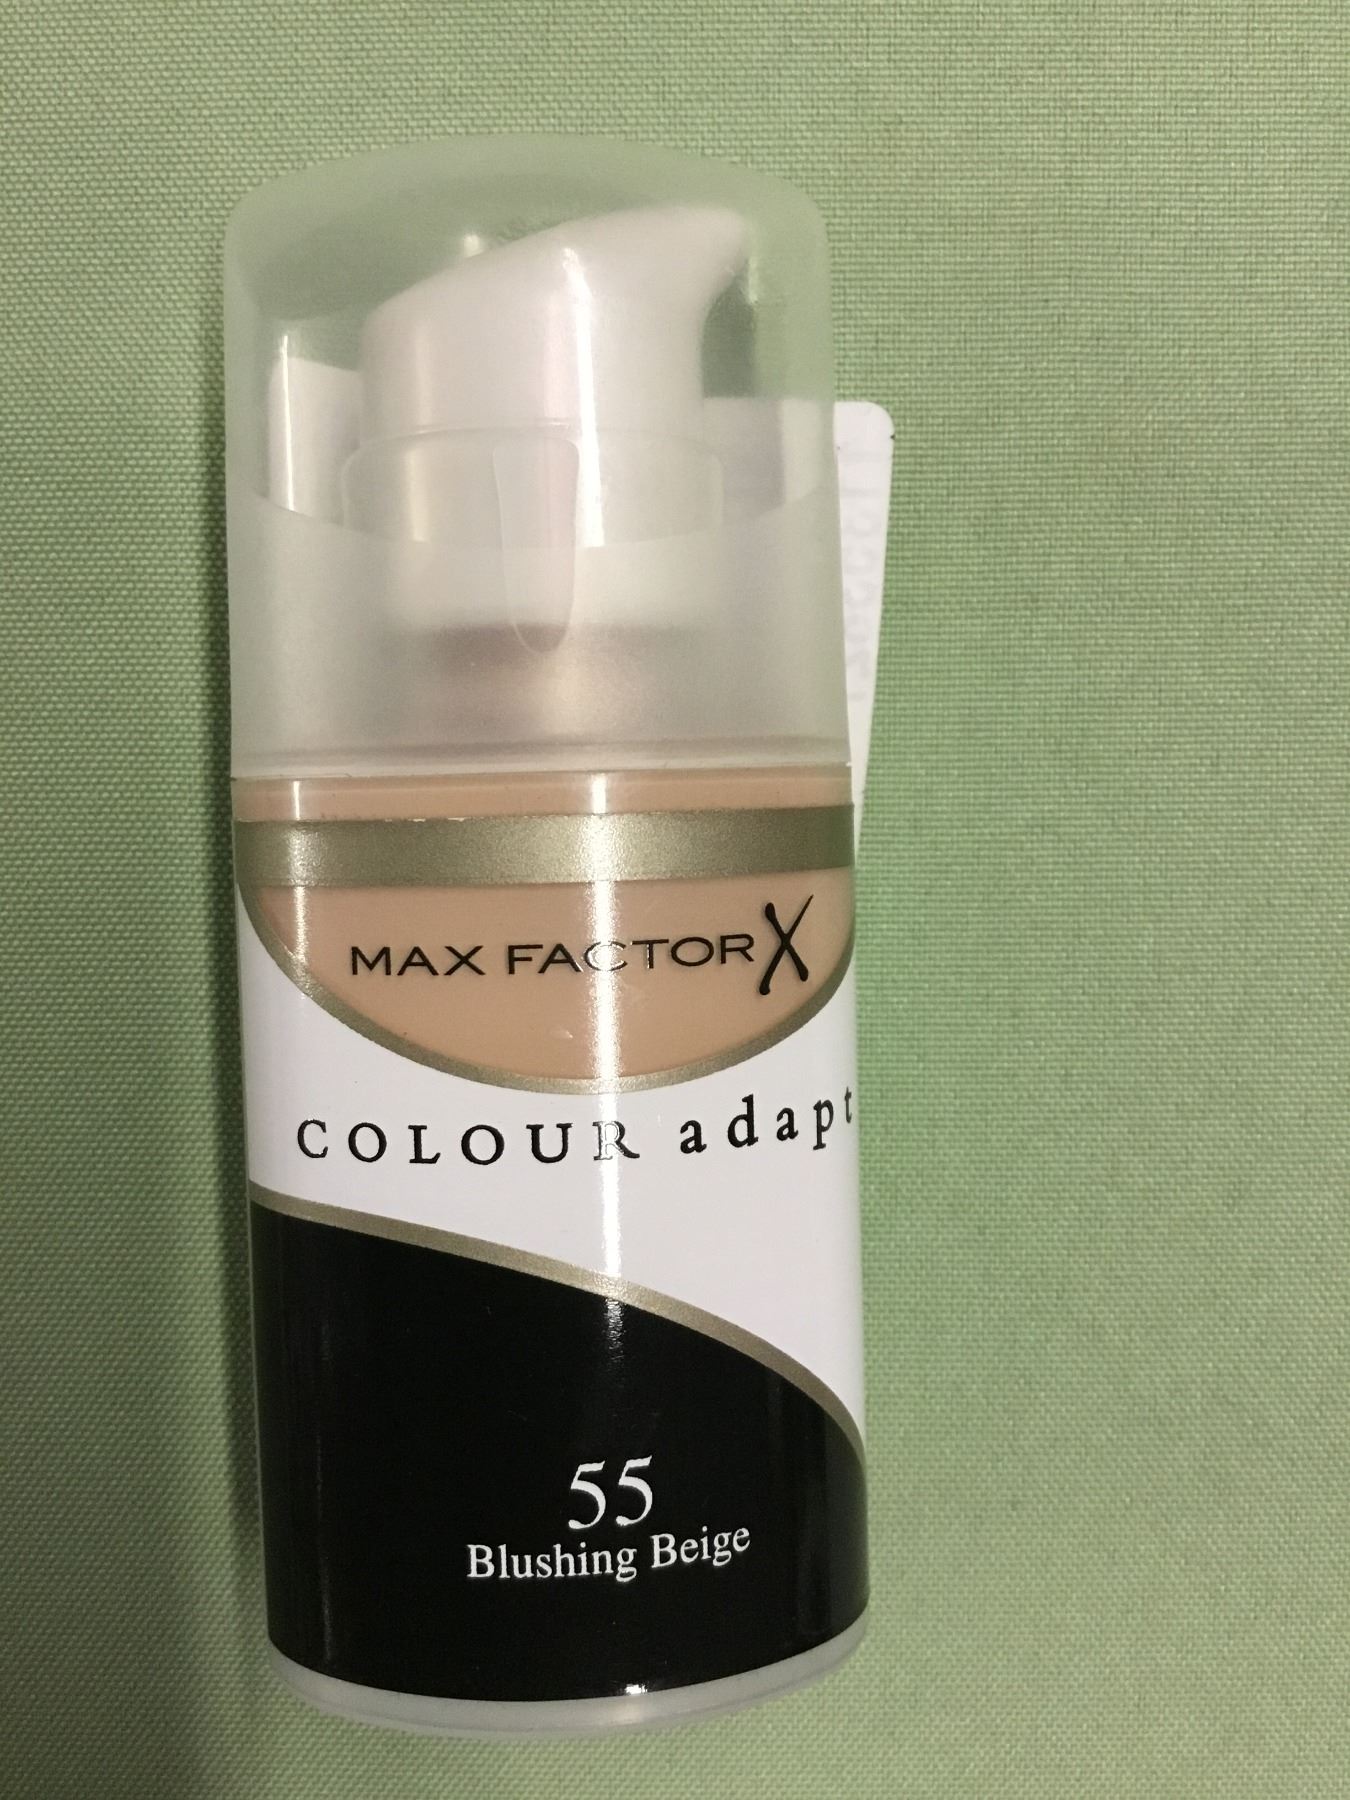 MAX FACTOR X
COLOUR adapt
55
Blushing Beige